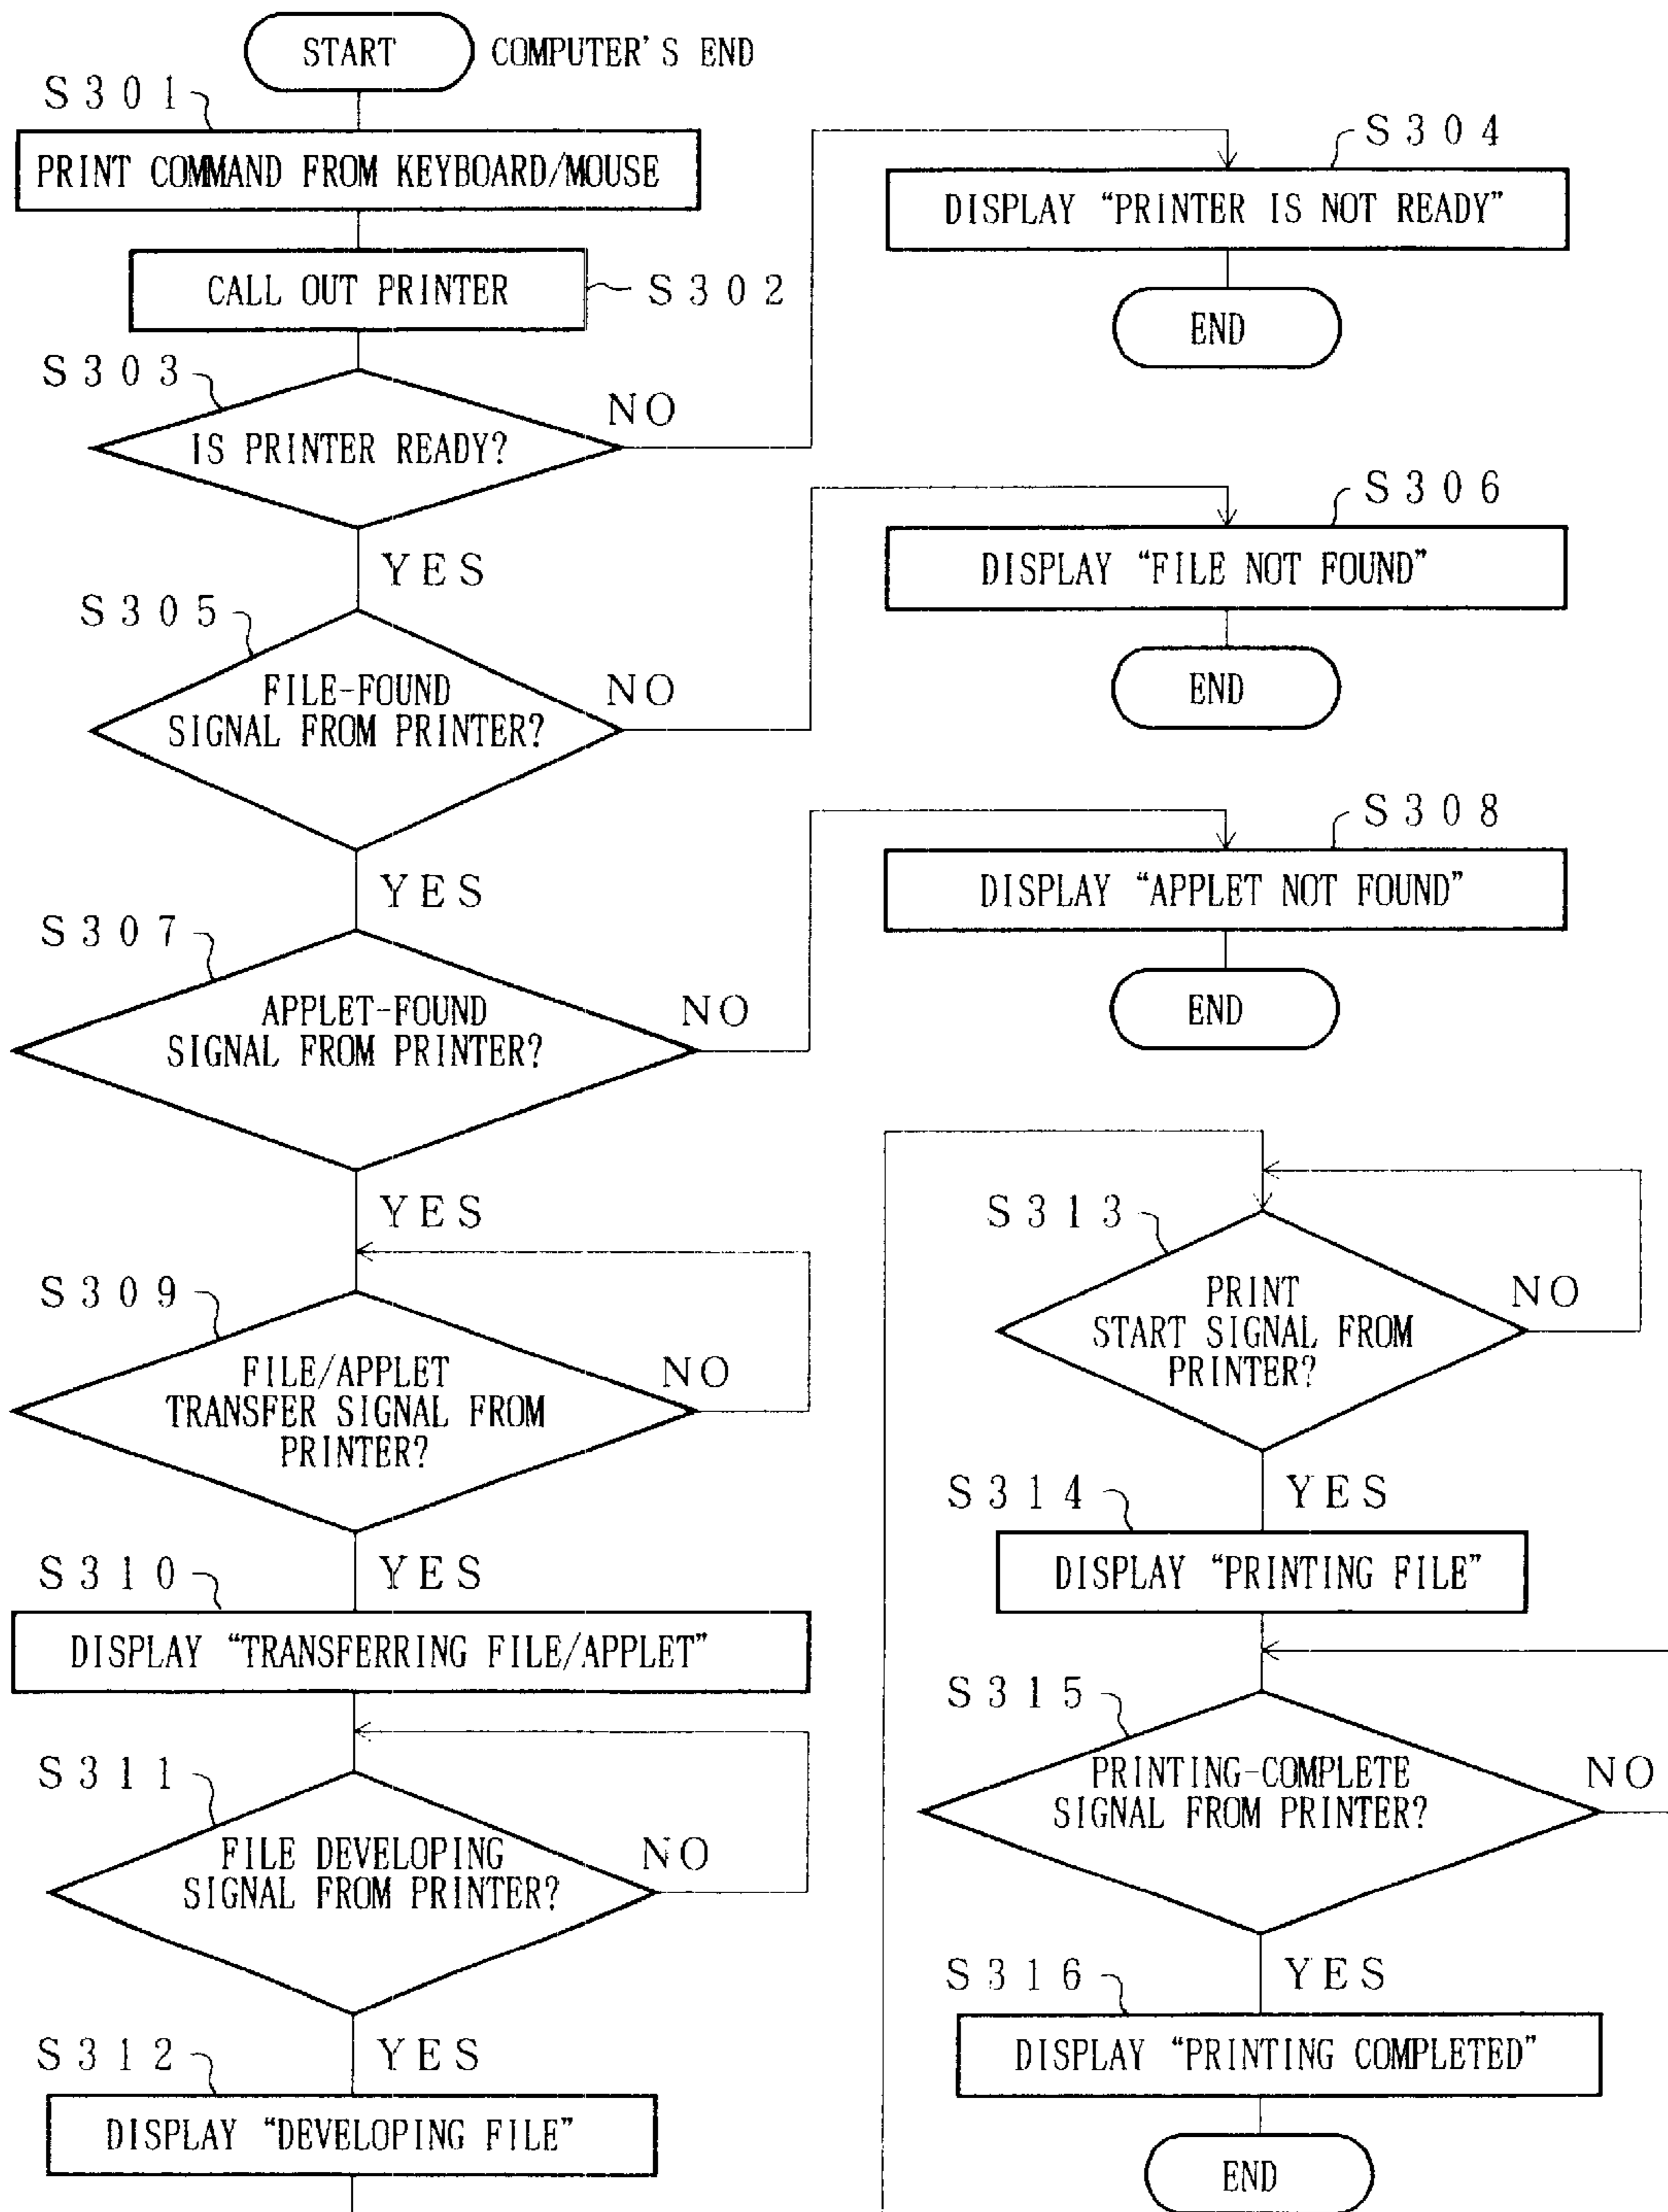 START
COMPUTER'S END
S301
PRINT COMMAND FROM KEYBOARD/MOUSE
CALL OUT PRINTER
S302
S303
IS PRINTER READY?
NO
YES
S304
DISPLAY “PRINTER IS NOT READY”
END
S305
FILE-FOUND
SIGNAL FROM PRINTER?
NO
YES
S306
DISPLAY “FILE NOT FOUND”
END
S307
APPLET-FOUND
SIGNAL FROM PRINTER?
NO
YES
S308
DISPLAY “APPLET NOT FOUND”
END
S309
FILE/APPLET
TRANSFER SIGNAL FROM
PRINTER?
NO
YES
S310
DISPLAY “TRANSFERRING FILE/APPLET”
S311
FILE DEVELOPING
SIGNAL FROM PRINTER?
NO
YES
S312
DISPLAY “DEVELOPING FILE”
S313
PRINT
START SIGNAL FROM
PRINTER?
NO
YES
S314
DISPLAY “PRINTING FILE”
S315
PRINTING-COMPLETE
SIGNAL FROM PRINTER?
NO
YES
S316
DISPLAY “PRINTING COMPLETED”
END